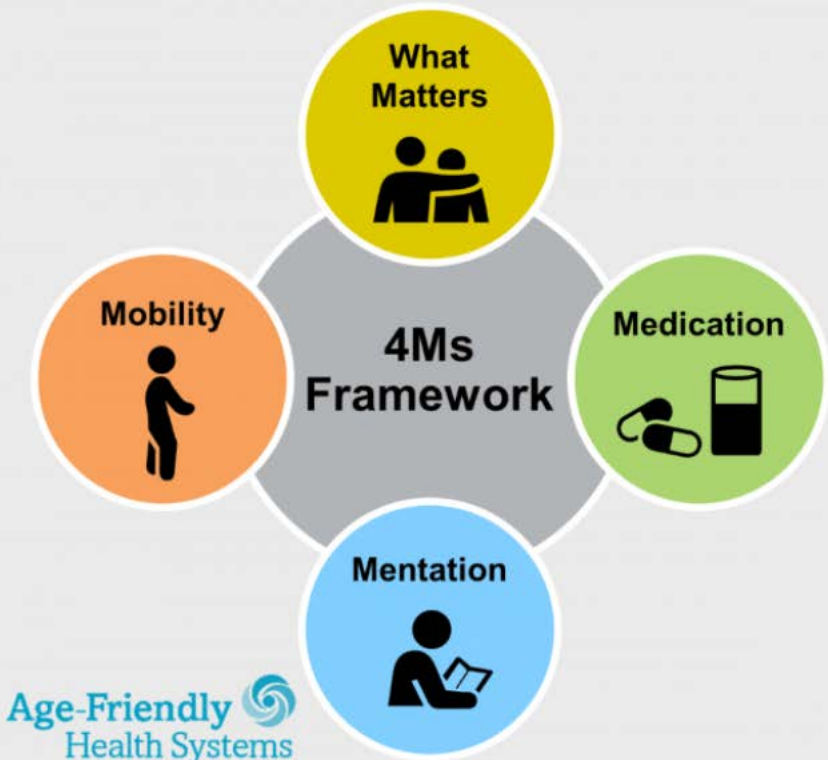 What
Matters
Mobility
4Ms
Framework
Medication
Mentation
Age-Friendly
Health Systems